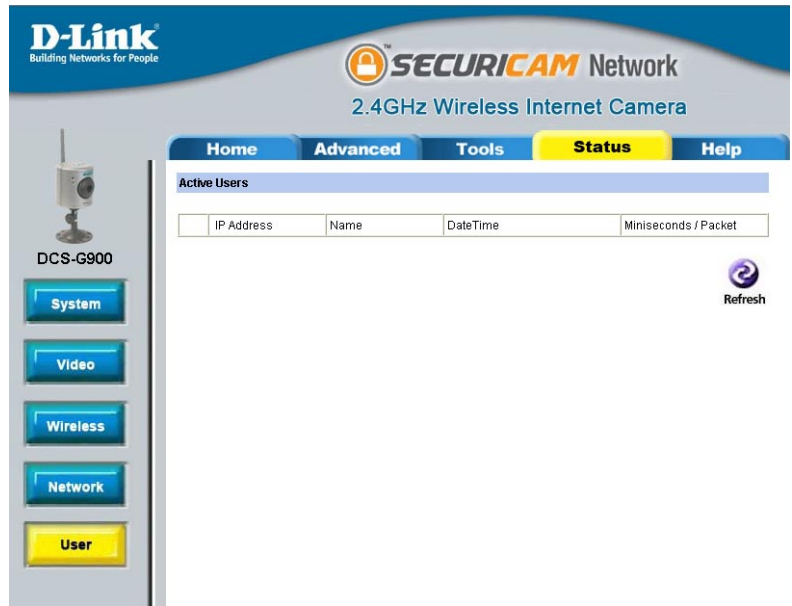 D-Link
Building Networks for People
SECURICAM Network
2.4GHz Wireless Internet Camera
Home
Advanced
Tools
Status
Help
DCS-G900
System
Video
Wireless
Network
User
Active Users
IP Address
Name
DateTime
Miniseconds / Packet
Refresh